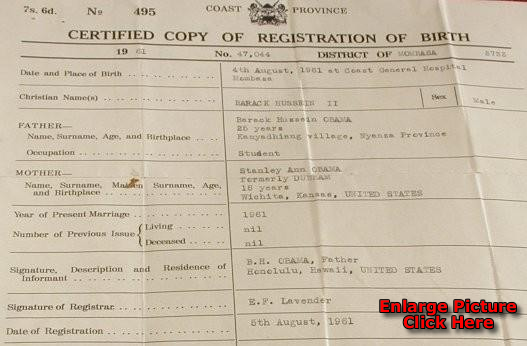 7s. 6d. No 495 COAST PROVINCE
CERTIFIED COPY OF REGISTRATION OF BIRTH
19 61 No. 47,044 DISTRICT OF MOMBASA 5733
Date and Place of Birth 4th August, 1961 at Coast General Hospital
Mombasa
Christian Name(s) BARACK HUSSEIN II Sex Male
FATHER—
Name, Surname, Age, and Birthplace
Barack Hussein OBAMA
25 years
Kanyadhiang village, Nyanza Province
Occupation Student
MOTHER—
Name, Surname, Maiden Surname, Age,
and Birthplace
Stanley Ann OBAMA
formerly DUNHAM
18 years
Wichita, Kansas, UNITED STATES
Year of Present Marriage 1961
Number of Previous Issue { Living nil
Deceased nil
Signature, Description and Residence of
Informant
B.H. OBAMA, Father
Honolulu, Hawaii, UNITED STATES
Signature of Registrar. E.F. Lavender
Date of Registration 5th August, 1961
Enlarge Picture
Click Here